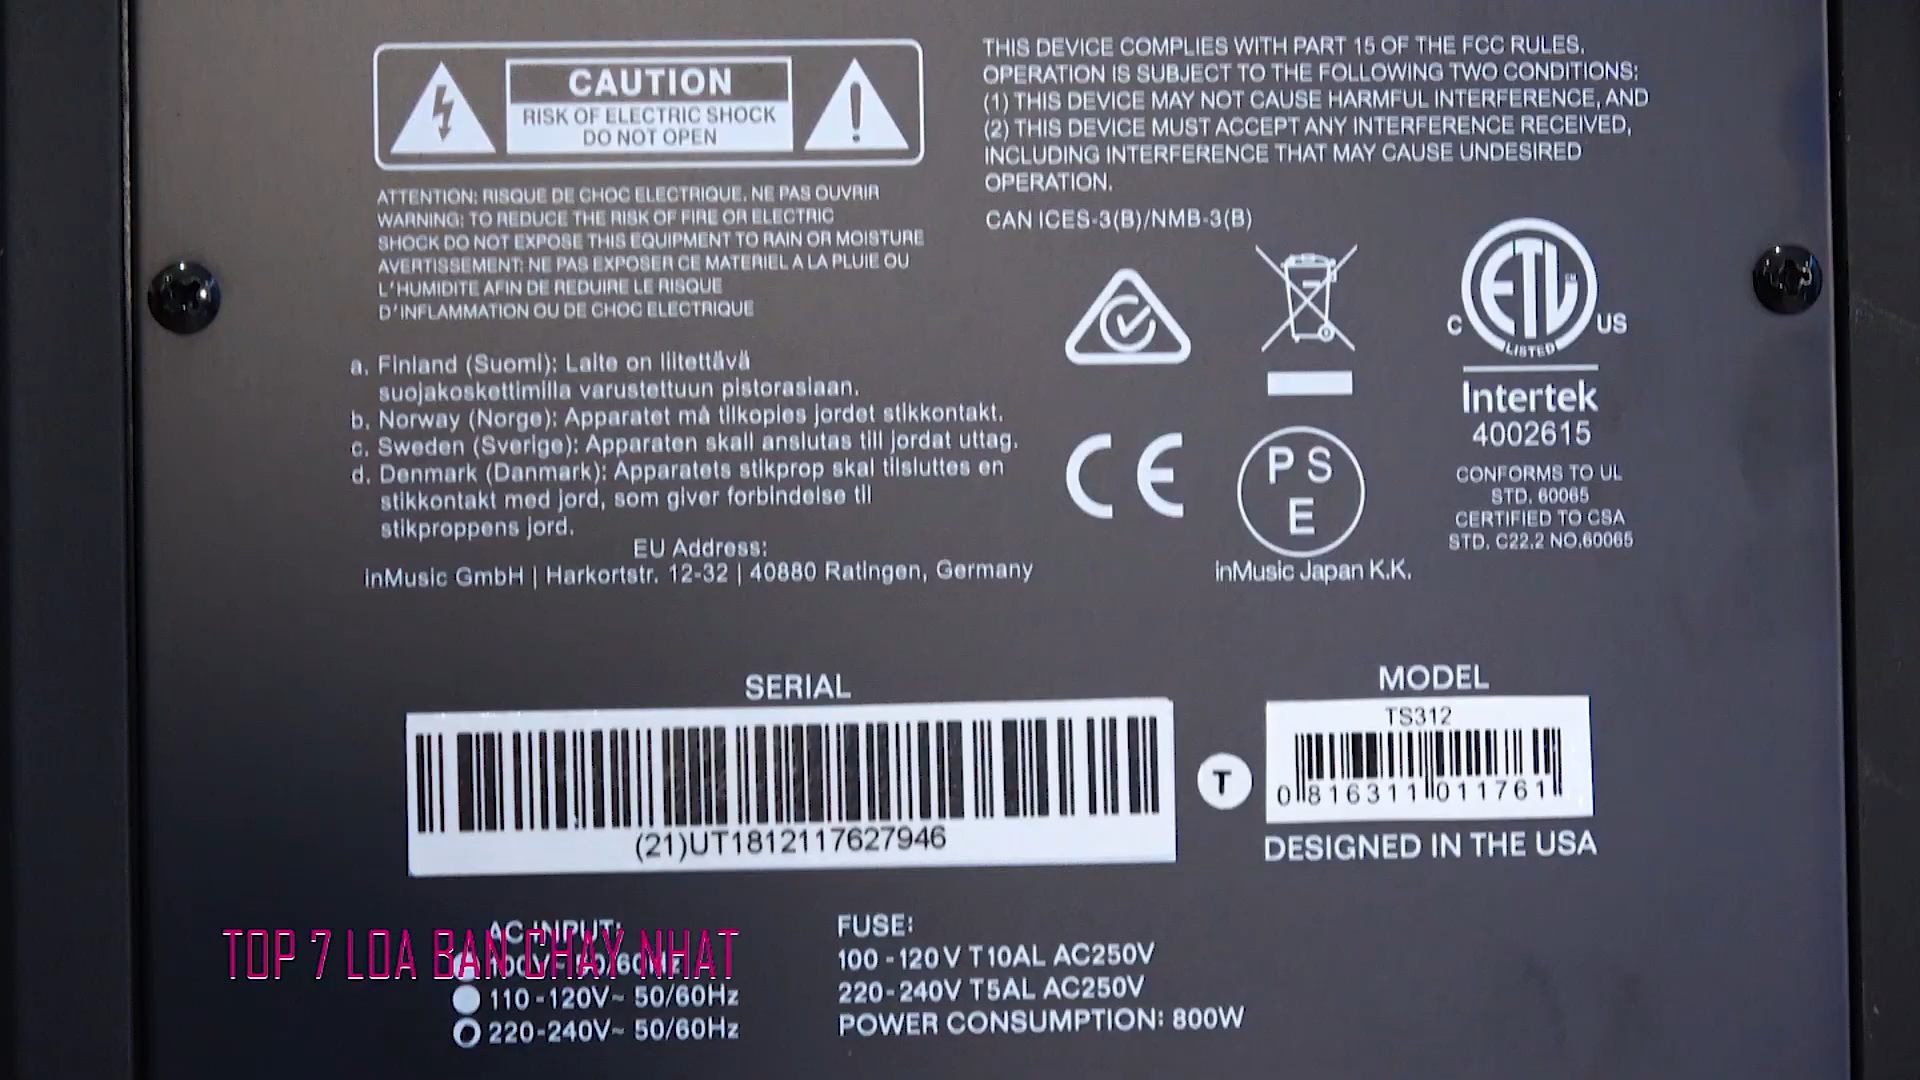 CAUTION
RISK OF ELECTRIC SHOCK
DO NOT OPEN
ATTENTION: RISQUE DE CHOC ELECTRIQUE. NE PAS OUVRIR
WARNING: TO REDUCE THE RISK OF FIRE OR ELECTRIC
SHOCK DO NOT EXPOSE THIS EQUIPMENT TO RAIN OR MOISTURE
AVERTISSEMENT: NE PAS EXPOSER CE MATERIEL A LA PLUIE OU
L'HUMIDITE AFIN DE REDUIRE LE RISQUE
D'INFLAMMATION OU DE CHOC ELECTRIQUE
a. Finland (Suomi): Laite on liitettävä
suojakoskettimilla varustettuun pistorasiaan.
b. Norway (Norge): Apparatet må tilkoples jordet stikkontakt.
c. Sweden (Sverige): Apparaten skall anslutas till jordat uttag.
d. Denmark (Danmark): Apparatets stikprop skal tilsluttes en
stikkontakt med jord, som giver forbindelse til
stikproppens jord.
EU Address:
inMusic GmbH | Harkortstr. 12-32 | 40880 Ratingen, Germany
THIS DEVICE COMPLIES WITH PART 15 OF THE FCC RULES.
OPERATION IS SUBJECT TO THE FOLLOWING TWO CONDITIONS:
(1) THIS DEVICE MAY NOT CAUSE HARMFUL INTERFERENCE, AND
(2) THIS DEVICE MUST ACCEPT ANY INTERFERENCE RECEIVED,
INCLUDING INTERFERENCE THAT MAY CAUSE UNDESIRED
OPERATION.
CAN ICES-3(B)/NMB-3(B)
C ETL US
LISTED
Intertek
4002615
CONFORMS TO UL
STD. 60065
CERTIFIED TO CSA
STD. C22.2 NO.60065
CE
P S
E
inMusic Japan K.K.
SERIAL
(21)UT1812117627946
T
MODEL
TS312
0 816311 011761
DESIGNED IN THE USA
AC INPUT:
100V~ 50/60Hz
110-120V~ 50/60Hz
220-240V~ 50/60Hz
TOP 7 LOA BAN CHAY NHAT
FUSE:
100-120V T10AL AC250V
220-240V T5AL AC250V
POWER CONSUMPTION: 800W